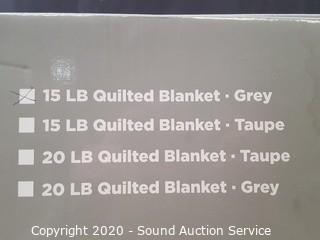 15 LB Quilted Blanket · Grey
15 LB Quilted Blanket · Taupe
20 LB Quilted Blanket · Taupe
20 LB Quilted Blanket · Grey
Copyright 2020 - Sound Auction Service